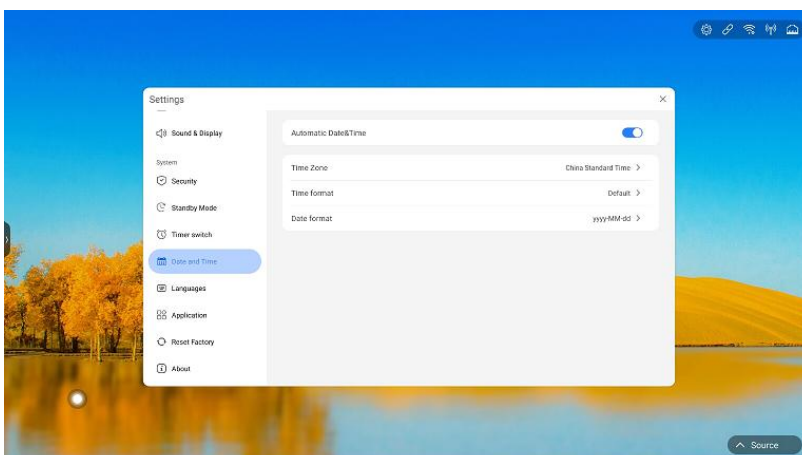 Settings
Sound & Display
System
Security
Standby Mode
Timer switch
Date and Time
Languages
Application
Reset Factory
About
Automatic Date&Time
Time Zone China Standard Time
Time format Default
Date format yyyy-MM-dd
Source